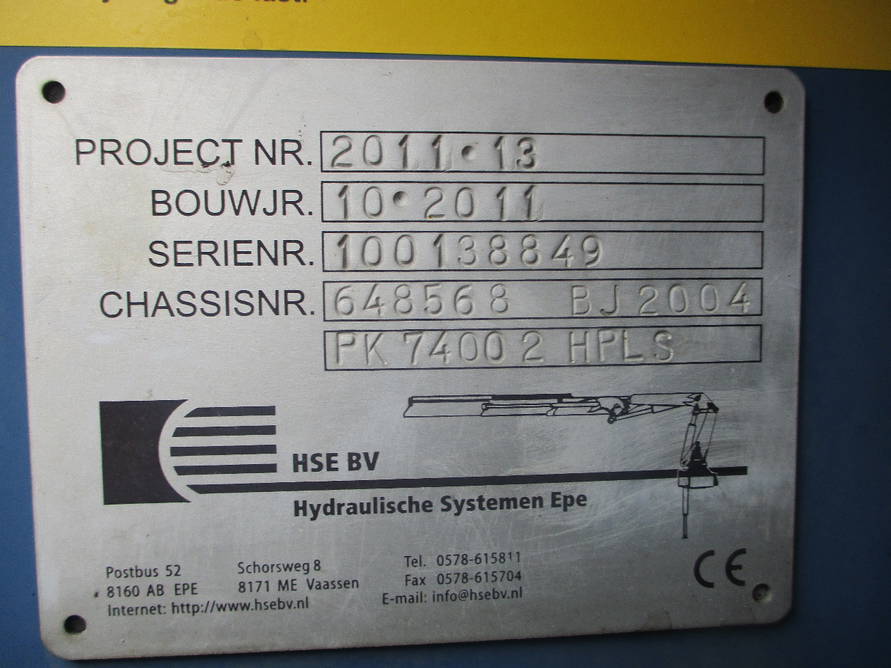 PROJECT NR. 2011.13
BOUWJR. 10.2011
SERIENR. 100138849
CHASSISNR. 648568 BJ 2004
PK 74002 HPLS
HSE BV
Hydraulische Systemen Epe
Postbus 52 Schorsweg 8 Tel. 0578-615811
8160 AB EPE 8171 ME Vaassen Fax 0578-615704
Internet: http://www.hsebv.nl E-mail: info@hsebv.nl
CE